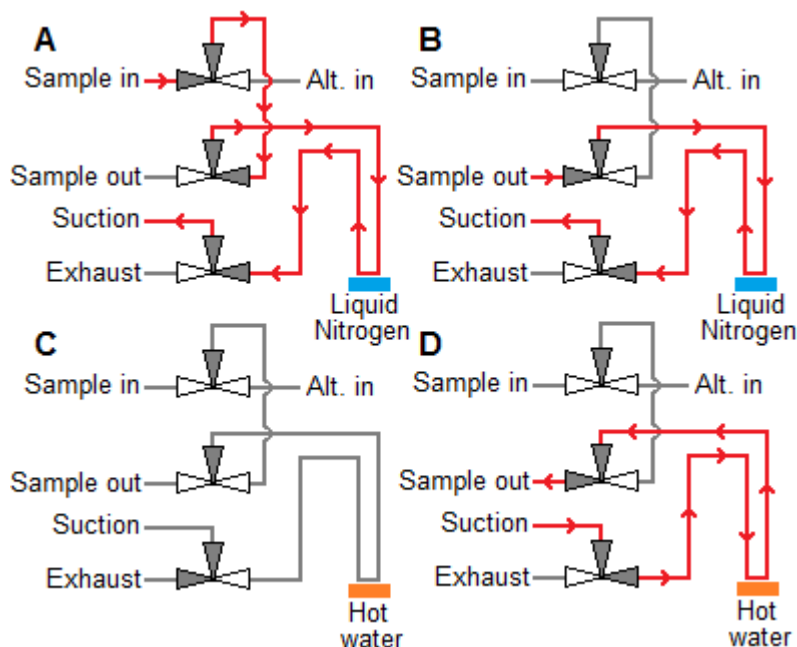 A
Sample in
Alt. in
Sample out
Suction
Exhaust
Liquid
Nitrogen
B
Sample in
Alt. in
Sample out
Suction
Exhaust
Liquid
Nitrogen
C
Sample in
Alt. in
Sample out
Suction
Exhaust
Hot
water
D
Sample in
Alt. in
Sample out
Suction
Exhaust
Hot
water